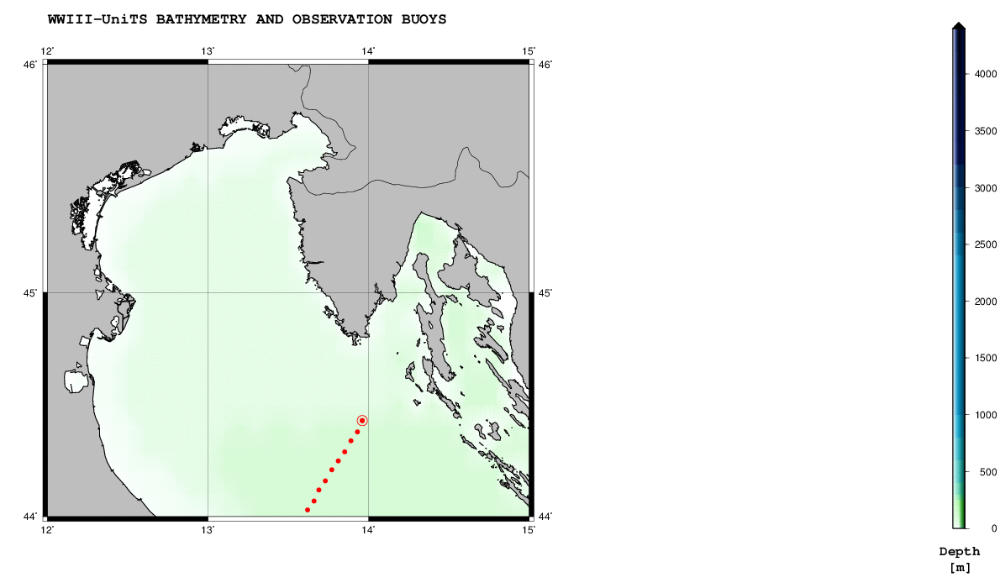 WWIII-UniTS BATHYMETRY AND OBSERVATION BUOYS
12° 13° 14° 15°
46° 46°
45° 45°
44° 44°
12° 13° 14° 15°
4000
3500
3000
2500
2000
1500
1000
500
0
Depth
[m]